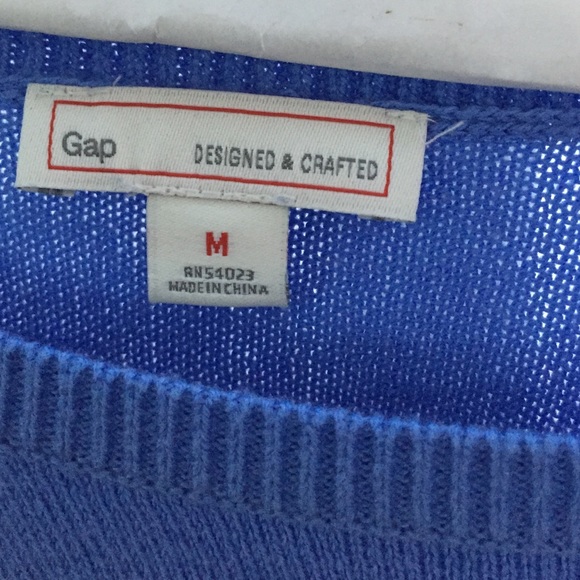 Gap DESIGNED & CRAFTED
M
RN54023
MADE IN CHINA